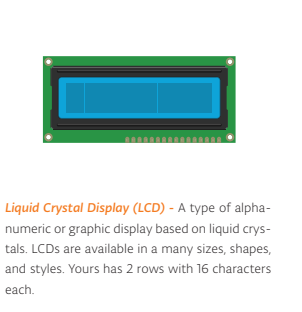 Liquid Crystal Display (LCD) - A type of alpha-
numeric or graphic display based on liquid crys-
tals. LCDs are available in a many sizes, shapes,
and styles. Yours has 2 rows with 16 characters
each.